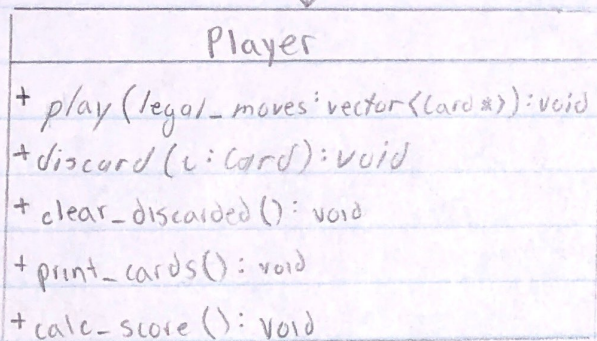 Player
+ play(legal_moves:vector<Card*>):void
+ discard(c:Card):void
+ clear_discarded():void
+ print_cards():void
+ calc_score():void